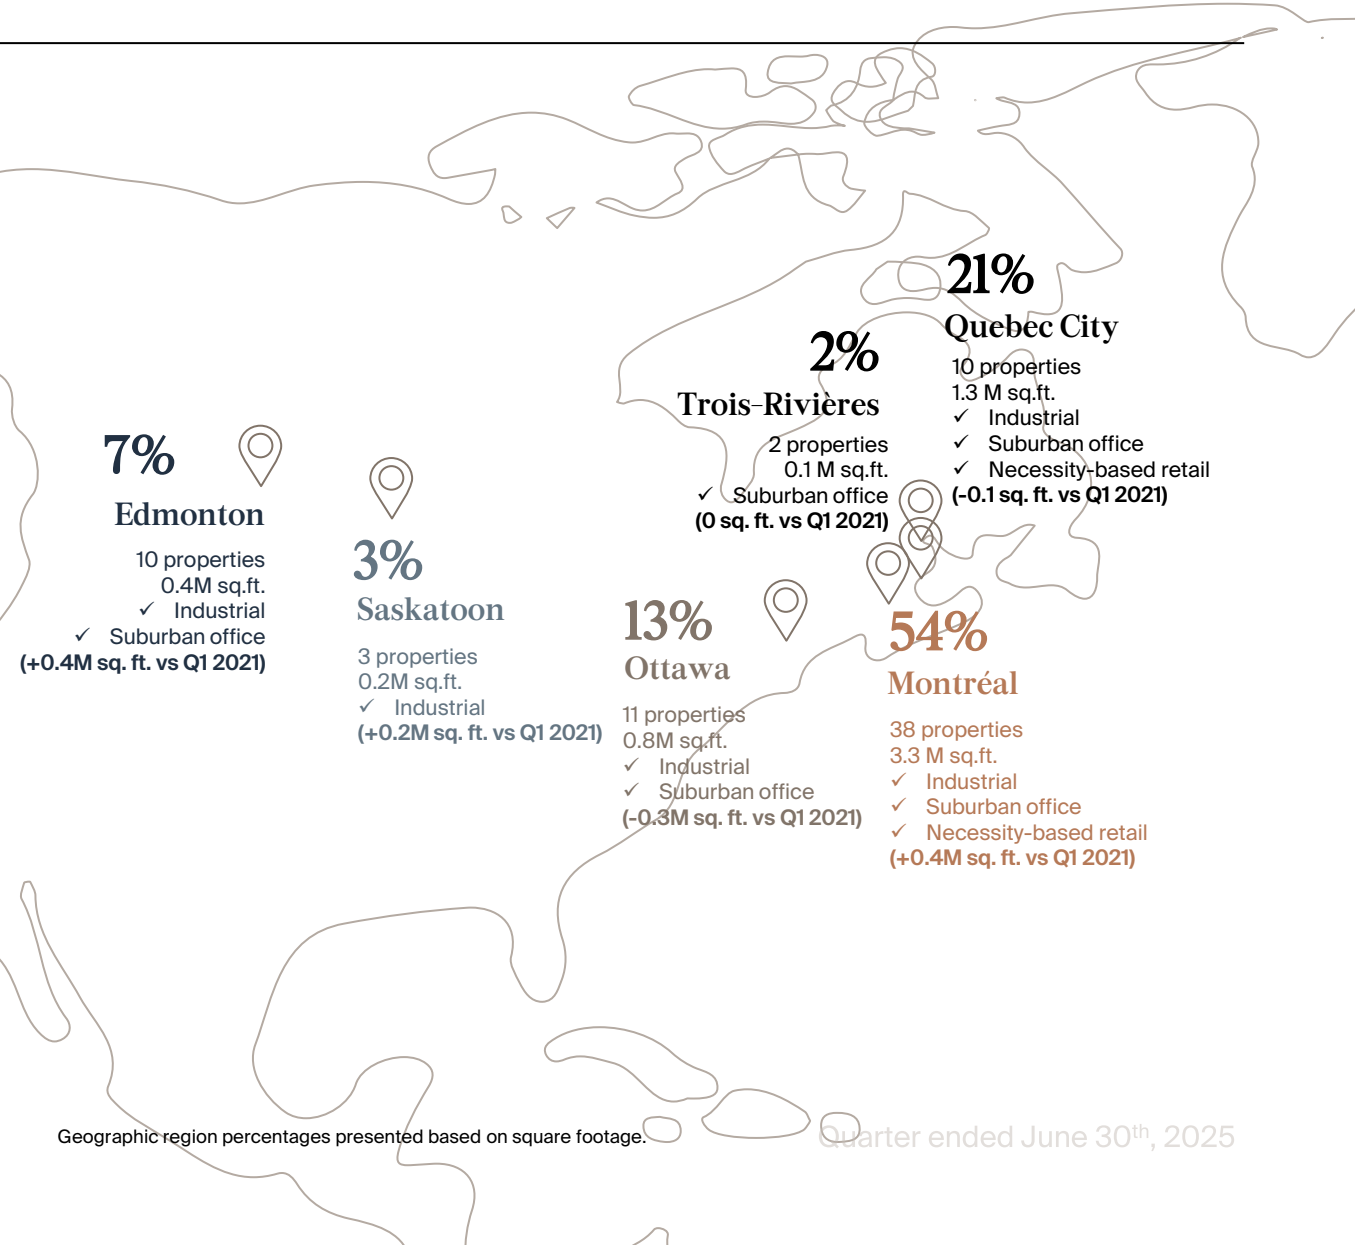 21%
Quebec City
10 properties
1.3 M sq.ft.
✓ Industrial
✓ Suburban office
✓ Necessity-based retail
(-0.1 sq. ft. vs Q1 2021)
2%
Trois-Rivières
2 properties
0.1 M sq.ft.
✓ Suburban office
(0 sq. ft. vs Q1 2021)
7%
Edmonton
10 properties
0.4M sq.ft.
✓ Industrial
✓ Suburban office
(+0.4M sq. ft. vs Q1 2021)
3%
Saskatoon
3 properties
0.2M sq.ft.
✓ Industrial
(+0.2M sq. ft. vs Q1 2021)
13%
Ottawa
11 properties
0.8M sq.ft.
✓ Industrial
✓ Suburban office
(-0.3M sq. ft. vs Q1 2021)
54%
Montréal
38 properties
3.3 M sq.ft.
✓ Industrial
✓ Suburban office
✓ Necessity-based retail
(+0.4M sq. ft. vs Q1 2021)
Geographic region percentages presented based on square footage.
Quarter ended June 30th, 2025